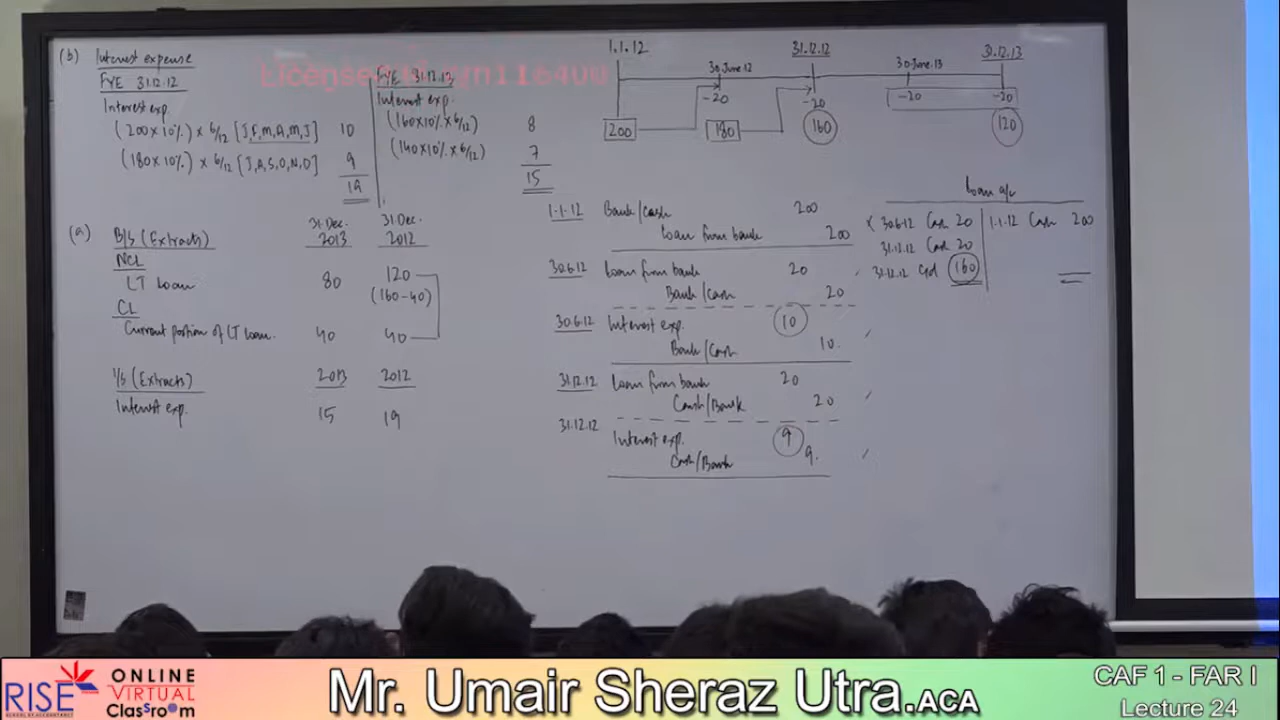 (b) Interest expense
FYE 31.12.12
Interest exp.
(200x10%) x 6/12 [J,F,M,A,M,J] 10
(180x10%) x 6/12 [J,A,S,O,N,D] 9
19
FYE 31.12.13
Interest exp.
(160x10% x 6/12) 8
(140x10% x 6/12) 7
15
1.1.12 31.12.12 31.12.13
30 June 12 30 June 13
-20 -20 -20 -20
200 180 160 120
(a) B/S (Extracts) 31 Dec. 2013 31 Dec. 2012
NCL
LT Loan 80 120
(160-40)
CL
Current portion of LT loan. 40 40
I/S (Extracts) 2013 2012
Interest exp. 15 19
1.1.12 Bank/Cash 200
Loan from bank 200
30.6.12 Loan from bank 20
Bank/Cash 20
30.6.12 Interest exp. 10
Bank/Cash 10.
31.12.12 Loan from bank 20
Cash/Bank 20
31.12.12 Interest exp. 9
Cash/Bank 9.
Loan a/c
30.6.12 Cash 20 1.1.12 Cash 200
31.12.12 Cash 20
31.12.12 c/d 160
RISE
SCHOOL OF ACCOUNTANCY
ONLINE
VIRTUAL
Classroom
Mr. Umair Sheraz Utra.ACA
CAF 1 - FAR I
Lecture 24